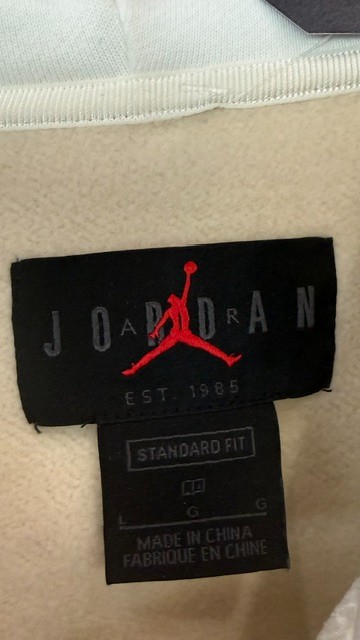 JORDAN
AIR
EST. 1985
STANDARD FIT
L G G
MADE IN CHINA
FABRIQUE EN CHINE